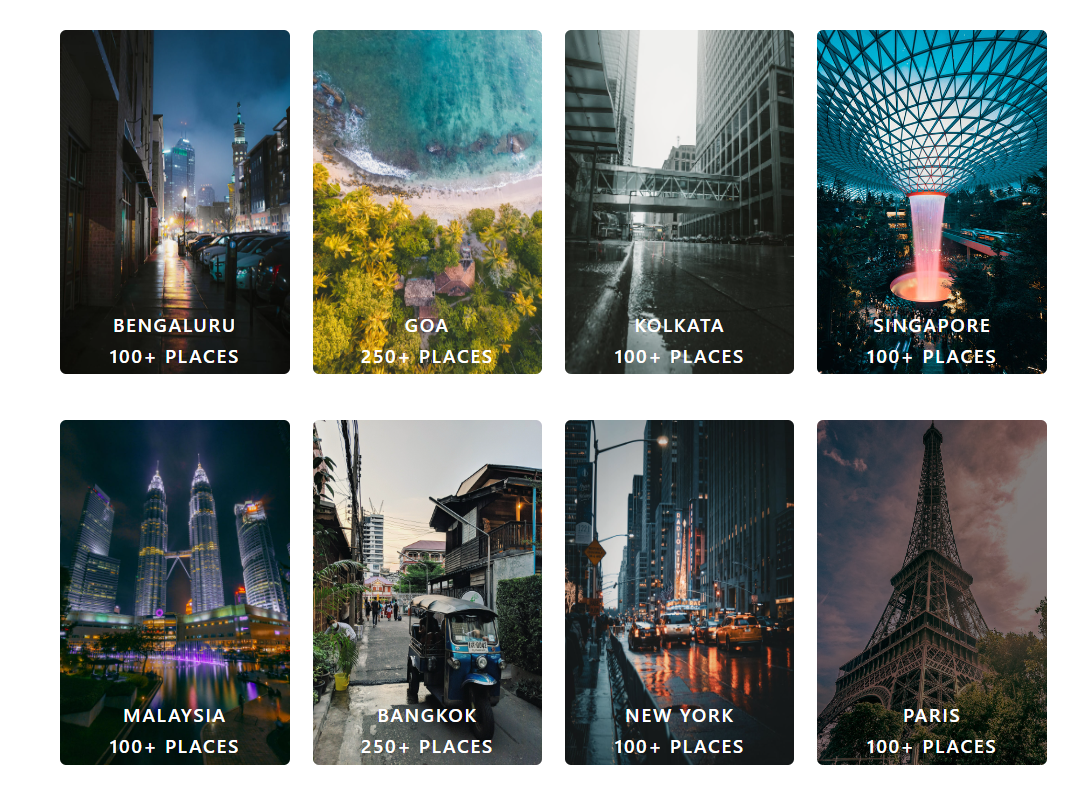 BENGALURU
100+ PLACES
GOA
250+ PLACES
KOLKATA
100+ PLACES
SINGAPORE
100+ PLACES
MALAYSIA
100+ PLACES
BANGKOK
250+ PLACES
NEW YORK
100+ PLACES
PARIS
100+ PLACES